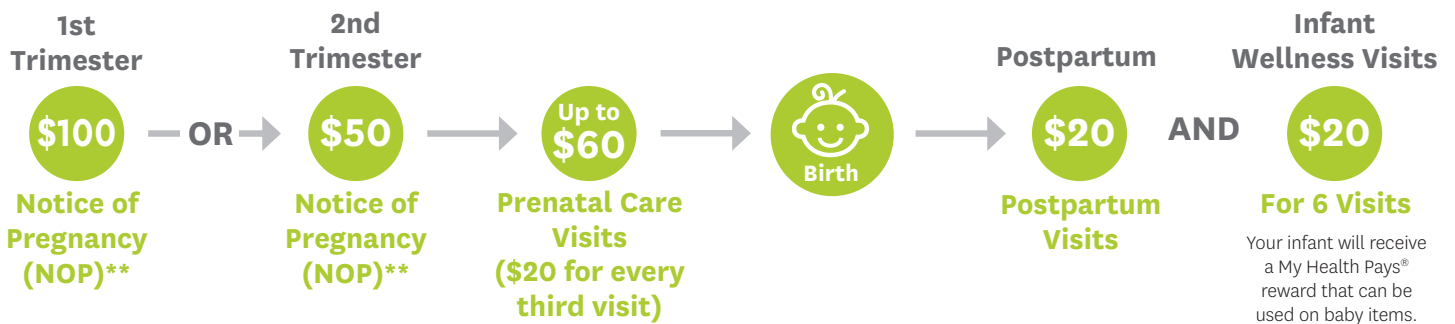 1st
Trimester
$100
Notice of
Pregnancy
(NOP)**
OR
2nd
Trimester
$50
Notice of
Pregnancy
(NOP)**
Up to
$60
Prenatal Care
Visits
($20 for every
third visit)
Birth
Postpartum
$20
Postpartum
Visits
AND
Infant
Wellness Visits
$20
For 6 Visits
Your infant will receive
a My Health Pays®
reward that can be
used on baby items.